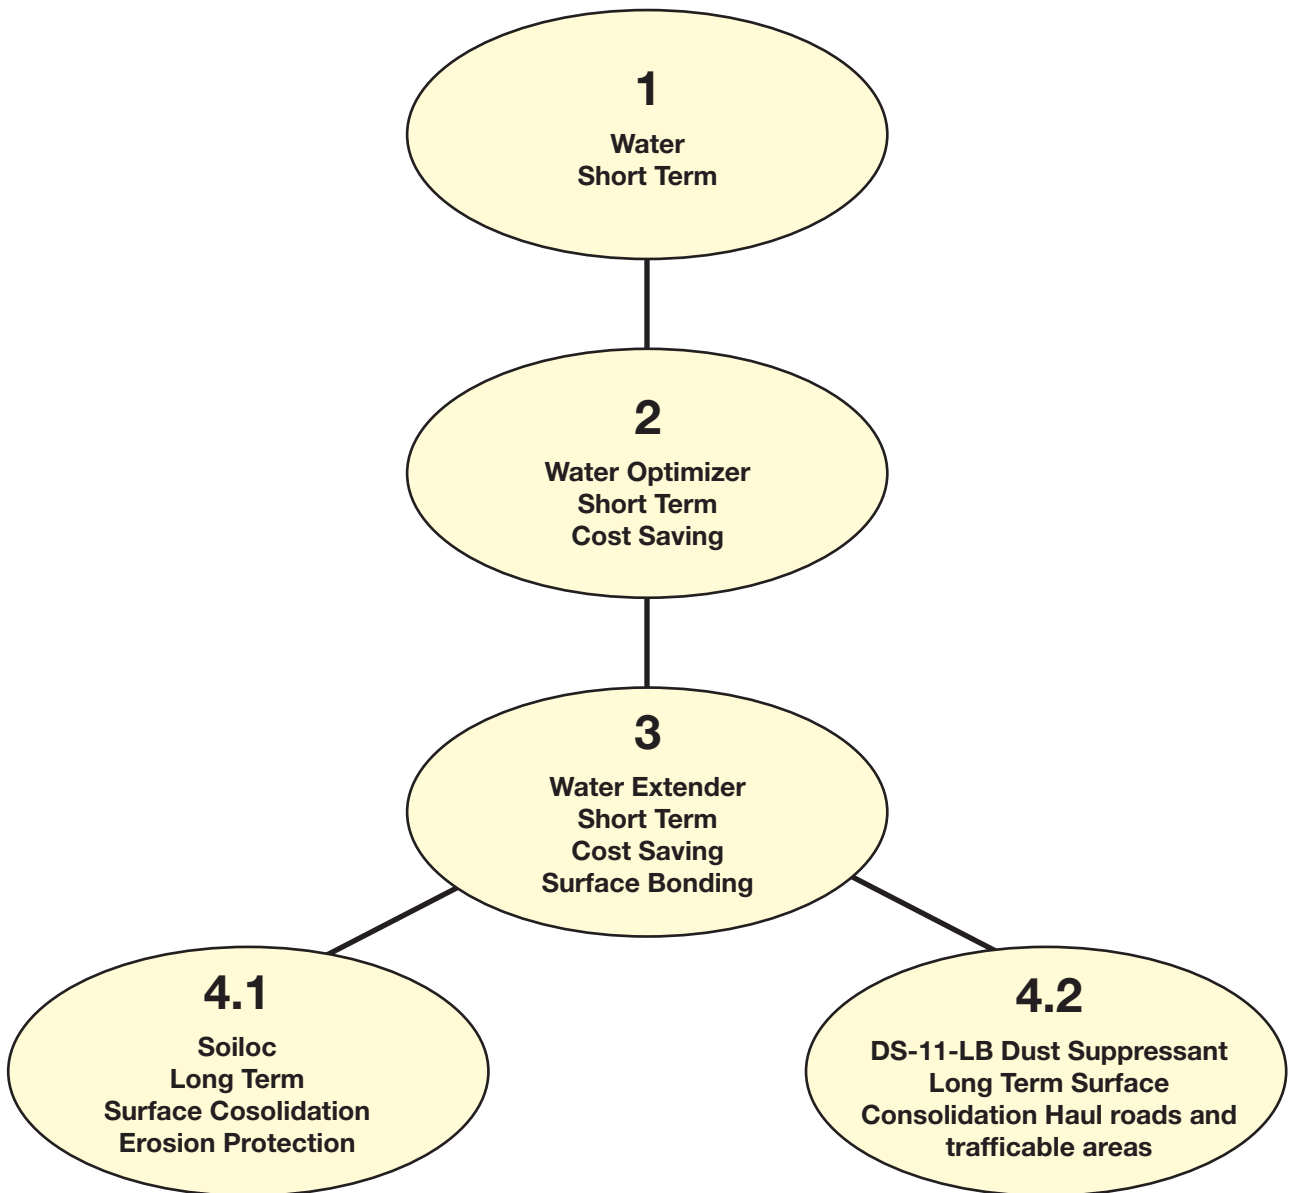 1
Water
Short Term
2
Water Optimizer
Short Term
Cost Saving
3
Water Extender
Short Term
Cost Saving
Surface Bonding
4.1
Soiloc
Long Term
Surface Cosolidation
Erosion Protection
4.2
DS-11-LB Dust Suppressant
Long Term Surface
Consolidation Haul roads and
trafficable areas